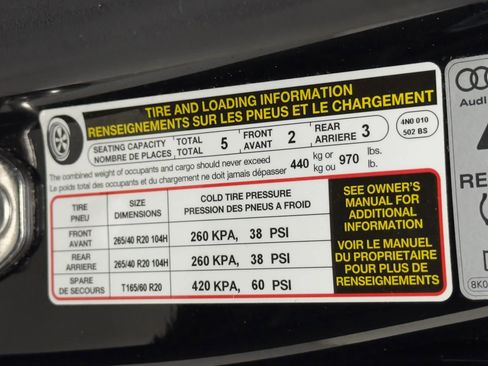 TIRE AND LOADING INFORMATION
RENSEIGNEMENTS SUR LES PNEUS ET LE CHARGEMENT
SEATING CAPACITY TOTAL 5 FRONT 2 REAR 3
NOMBRE DE PLACES TOTAL AVANT ARRIERE
4N0 010
502 BS
The combined weight of occupants and cargo should never exceed 440 kg or 970 lbs.
Le poids total des occupants et du chargement ne doit jamais dépasser kg ou lb.
TIRE SIZE COLD TIRE PRESSURE
PNEU DIMENSIONS PRESSION DES PNEUS A FROID
FRONT
AVANT 265/40 R20 104H 260 KPA, 38 PSI
REAR
ARRIERE 265/40 R20 104H 260 KPA, 38 PSI
SPARE
DE SECOURS T165/60 R20 420 KPA, 60 PSI
SEE OWNER'S
MANUAL FOR
ADDITIONAL
INFORMATION
VOIR LE MANUEL
DU PROPRIETAIRE
POUR PLUS DE
RENSEIGNEMENTS
Audi
RE
8K0